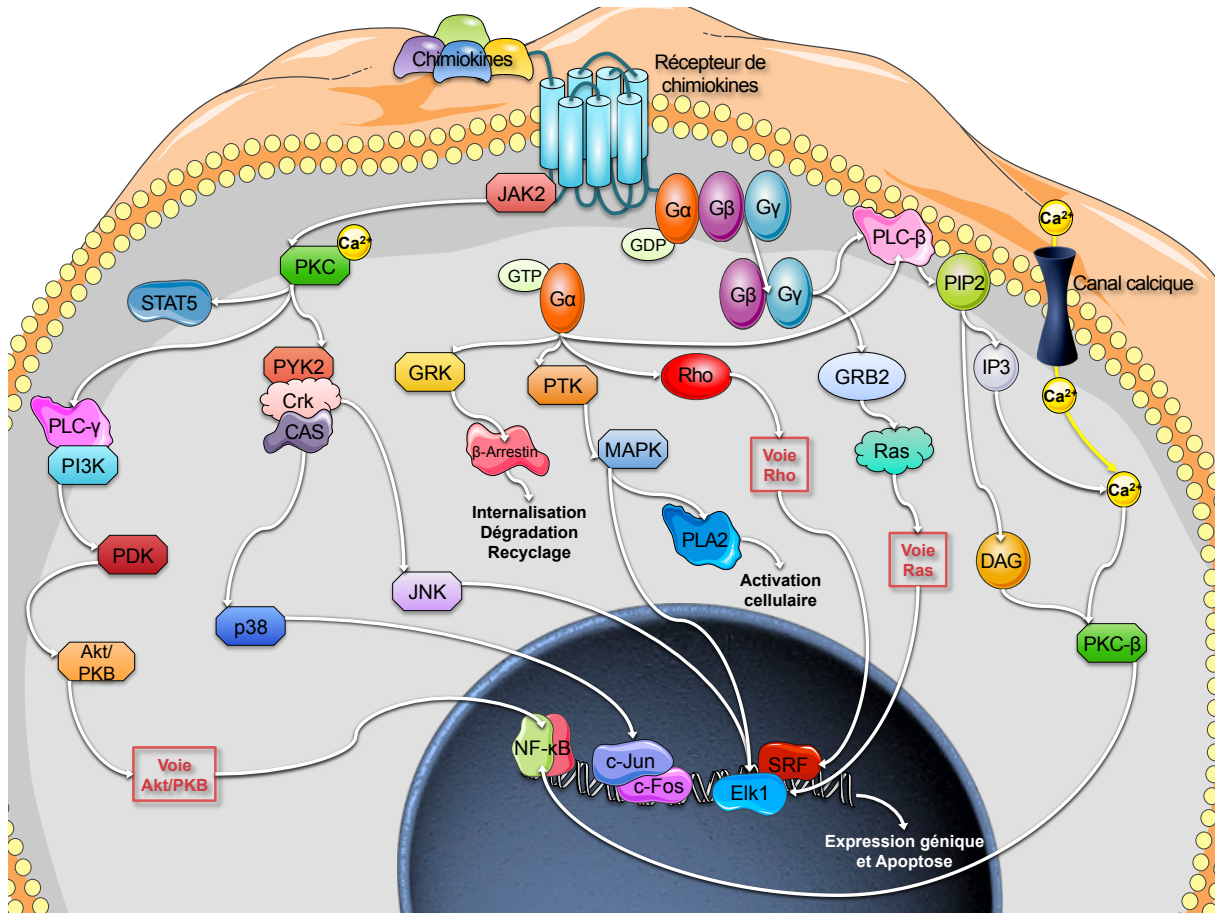 Chimiokines
Récepteur de
chimiokines
JAK2
Gα
Gβ
Gγ
GDP
PLC-β
Ca²⁺
Ca²⁺
PKC
GTP
Gα
Gβ
Gγ
PIP2
Canal calcique
STAT5
PYK2
GRK
PTK
Rho
GRB2
IP3
Ca²⁺
Crk
CAS
PLC-γ
PI3K
β-Arrestin
MAPK
Voie
Rho
Ras
Ca²⁺
Internalisation
Dégradation
Recyclage
PLA2
Voie
Ras
DAG
PDK
Activation
cellulaire
JNK
p38
PKC-β
Akt/
PKB
NF-κB
c-Jun
c-Fos
SRF
Elk1
Voie
Akt/PKB
Expression génique
et Apoptose